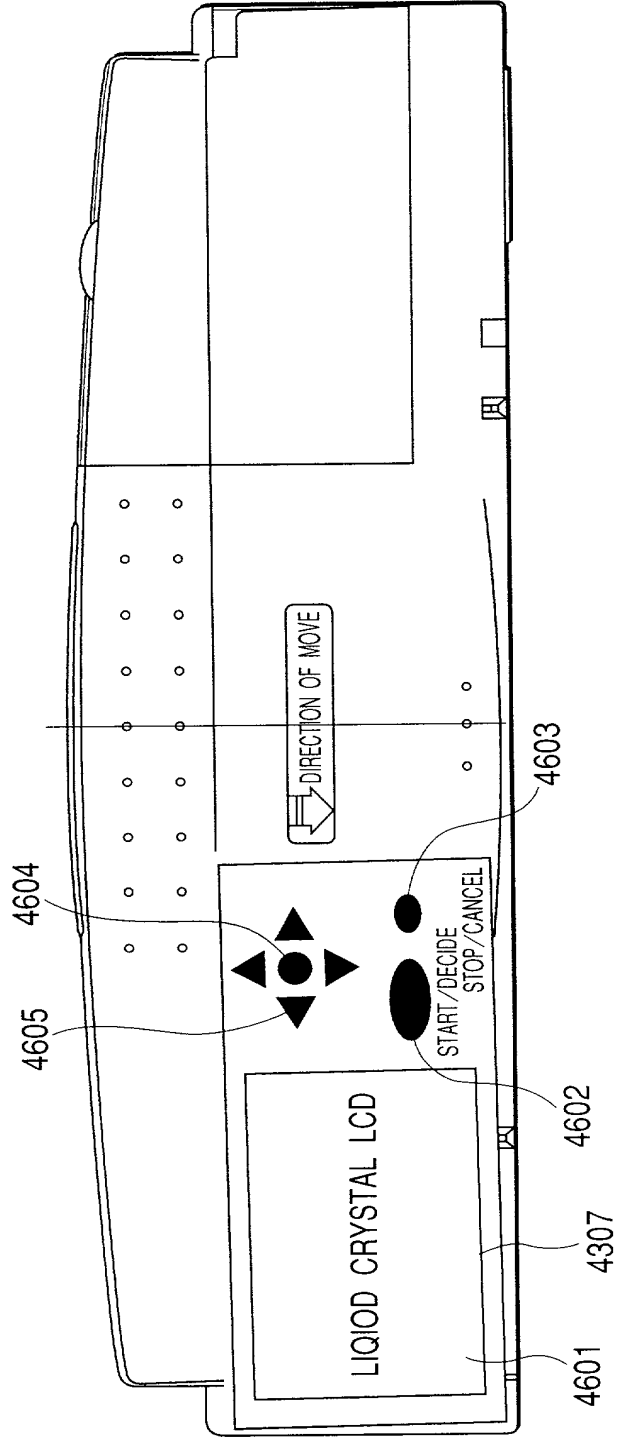 4605
4604
LIQIOD CRYSTAL LCD
DIRECTION OF MOVE
START/DECIDE
STOP/CANCEL
4601
4307
4602
4603